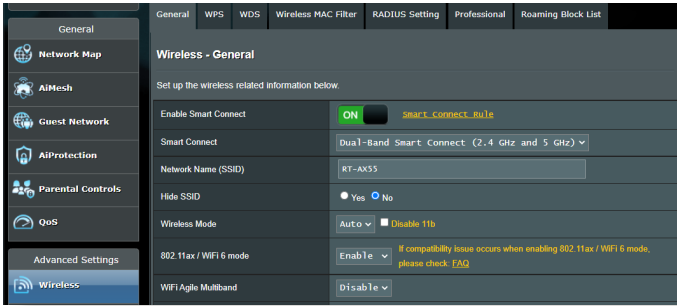 General
WPS
WDS
Wireless MAC Filter
RADIUS Setting
Professional
Roaming Block List
General
Network Map
AiMesh
Guest Network
AiProtection
Parental Controls
QoS
Advanced Settings
Wireless
Wireless - General
Set up the wireless related information below.
Enable Smart Connect
ON
Smart Connect Rule
Smart Connect
Dual-Band Smart Connect (2.4 GHz and 5 GHz)
Network Name (SSID)
RT-AX55
Hide SSID
Yes No
Wireless Mode
Auto
Disable 11b
802.11ax / WiFi 6 mode
Enable
If compatibility issue occurs when enabling 802.11ax / WiFi 6 mode,
please check: FAQ
WiFi Agile Multiband
Disable